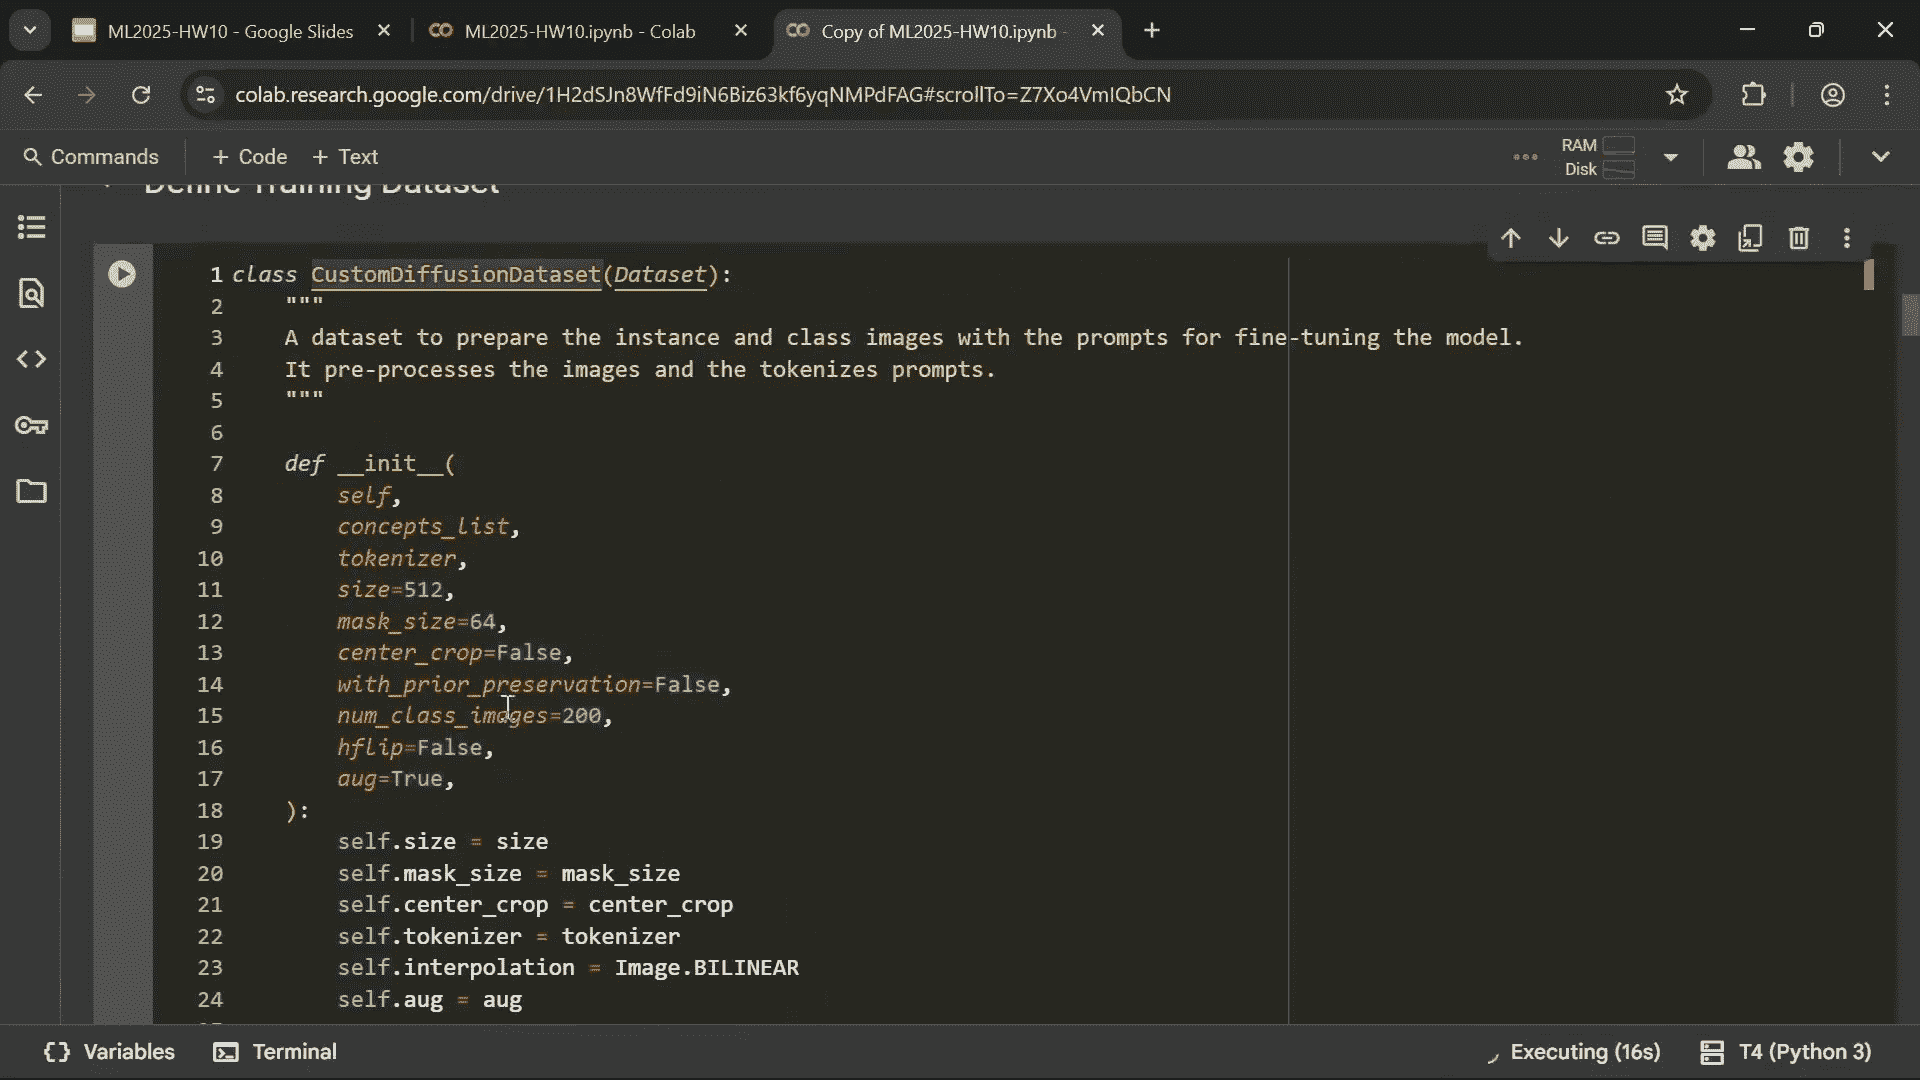 ML2025-HW10 - Google Slides
ML2025-HW10.ipynb - Colab
Copy of ML2025-HW10.ipynb -
colab.research.google.com/drive/1H2dSJn8WfFd9iN6Biz63kf6yqNMPdFAG#scrollTo=Z7Xo4VmIQbCN
Commands + Code + Text
RAM
Disk
Define Training Dataset
1 class CustomDiffusionDataset(Dataset):
2 """
3 A dataset to prepare the instance and class images with the prompts for fine-tuning the model.
4 It pre-processes the images and the tokenizes prompts.
5 """
6
7 def __init__(
8 self,
9 concepts_list,
10 tokenizer,
11 size=512,
12 mask_size=64,
13 center_crop=False,
14 with_prior_preservation=False,
15 num_class_images=200,
16 hflip=False,
17 aug=True,
18 ):
19 self.size = size
20 self.mask_size = mask_size
21 self.center_crop = center_crop
22 self.tokenizer = tokenizer
23 self.interpolation = Image.BILINEAR
24 self.aug = aug
{} Variables Terminal Executing (16s) T4 (Python 3)